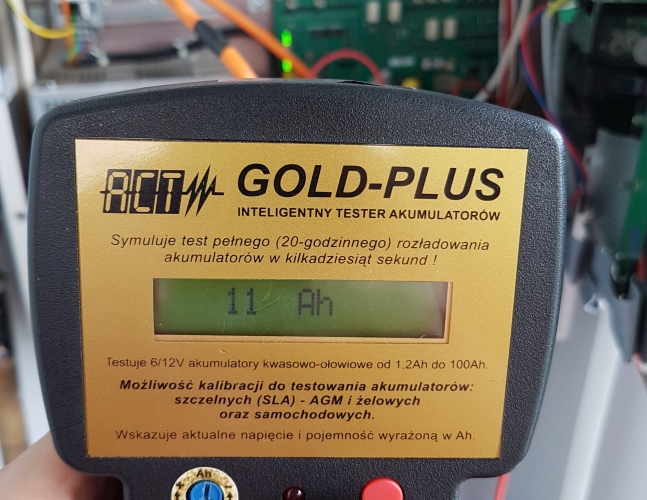 ACT
GOLD-PLUS
INTELIGENTNY TESTER AKUMULATORÓW
Symuluje test pełnego (20-godzinnego) rozładowania
akumulatorów w kilkadziesiąt sekund !
11 Ah
Testuje 6/12V akumulatory kwasowo-ołowiowe od 1,2Ah do 100Ah.
Możliwość kalibracji do testowania akumulatorów:
szczelnych (SLA) - AGM i żelowych
oraz samochodowych.
Wskazuje aktualne napięcie i pojemność wyrażoną w Ah.
Ah